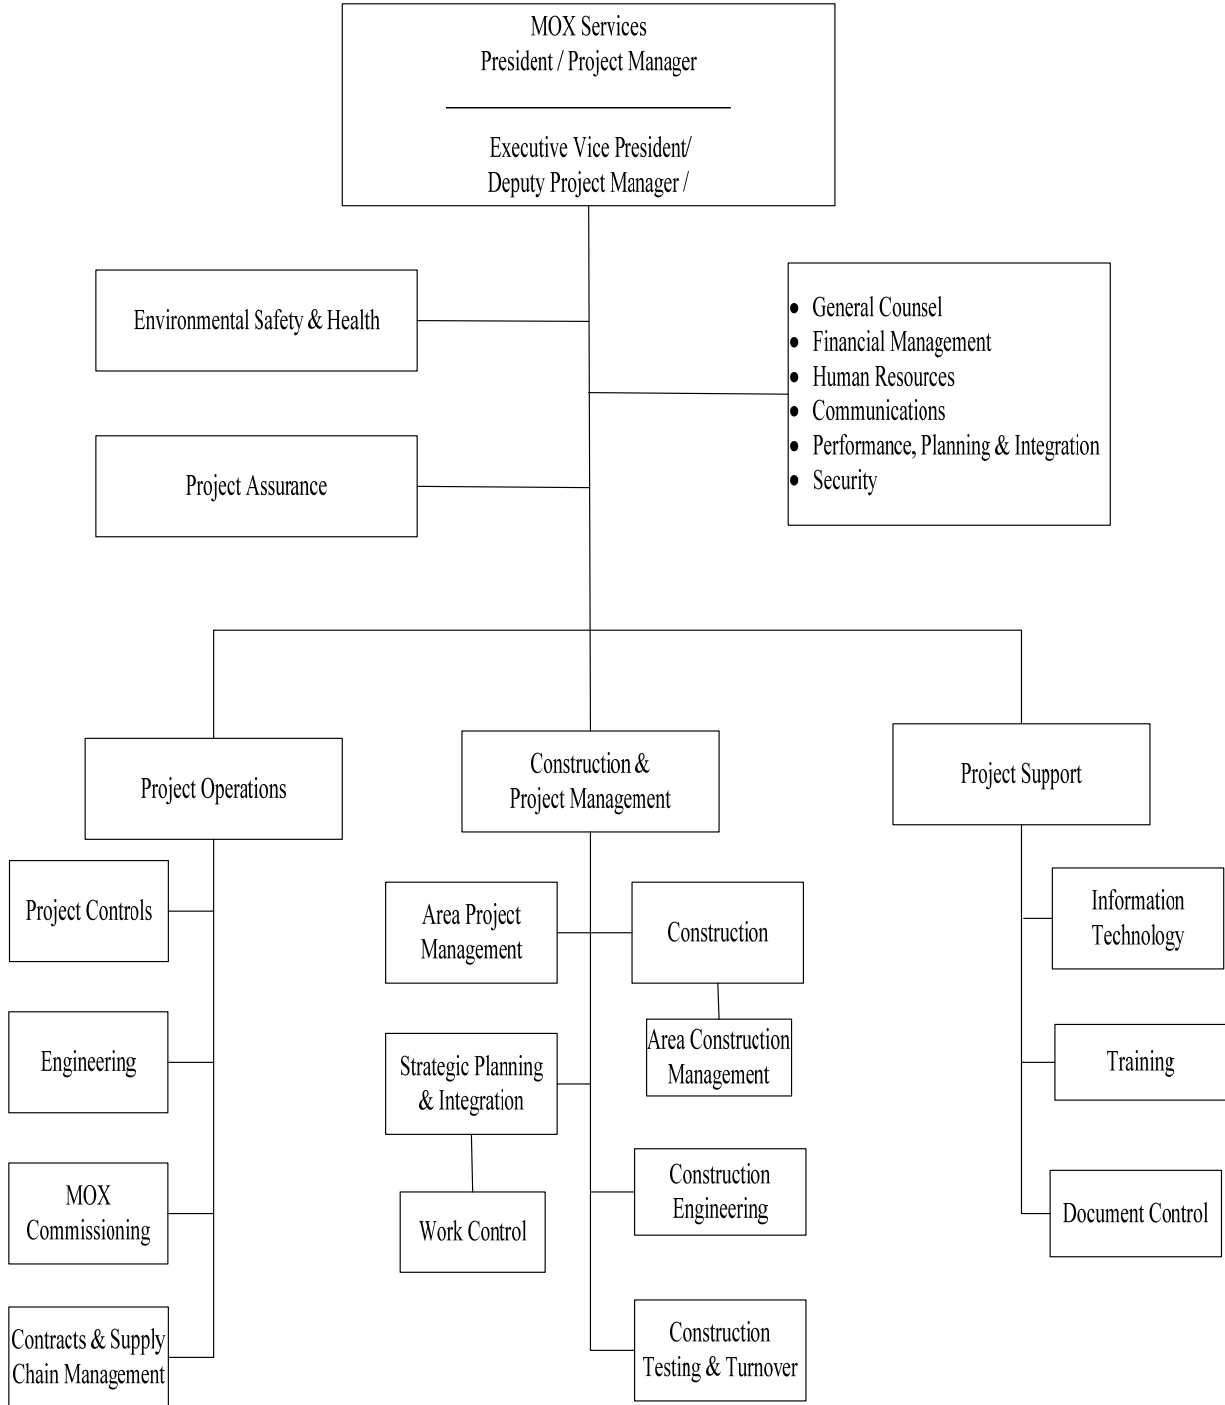 MOX Services
President / Project Manager
Executive Vice President/
Deputy Project Manager /
Environmental Safety & Health
• General Counsel
• Financial Management
• Human Resources
• Communications
• Performance, Planning & Integration
• Security
Project Assurance
Project Operations
Construction &
Project Management
Project Support
Project Controls
Engineering
MOX
Commissioning
Contracts & Supply
Chain Management
Area Project
Management
Strategic Planning
& Integration
Work Control
Construction
Area Construction
Management
Construction
Engineering
Construction
Testing & Turnover
Information
Technology
Training
Document Control